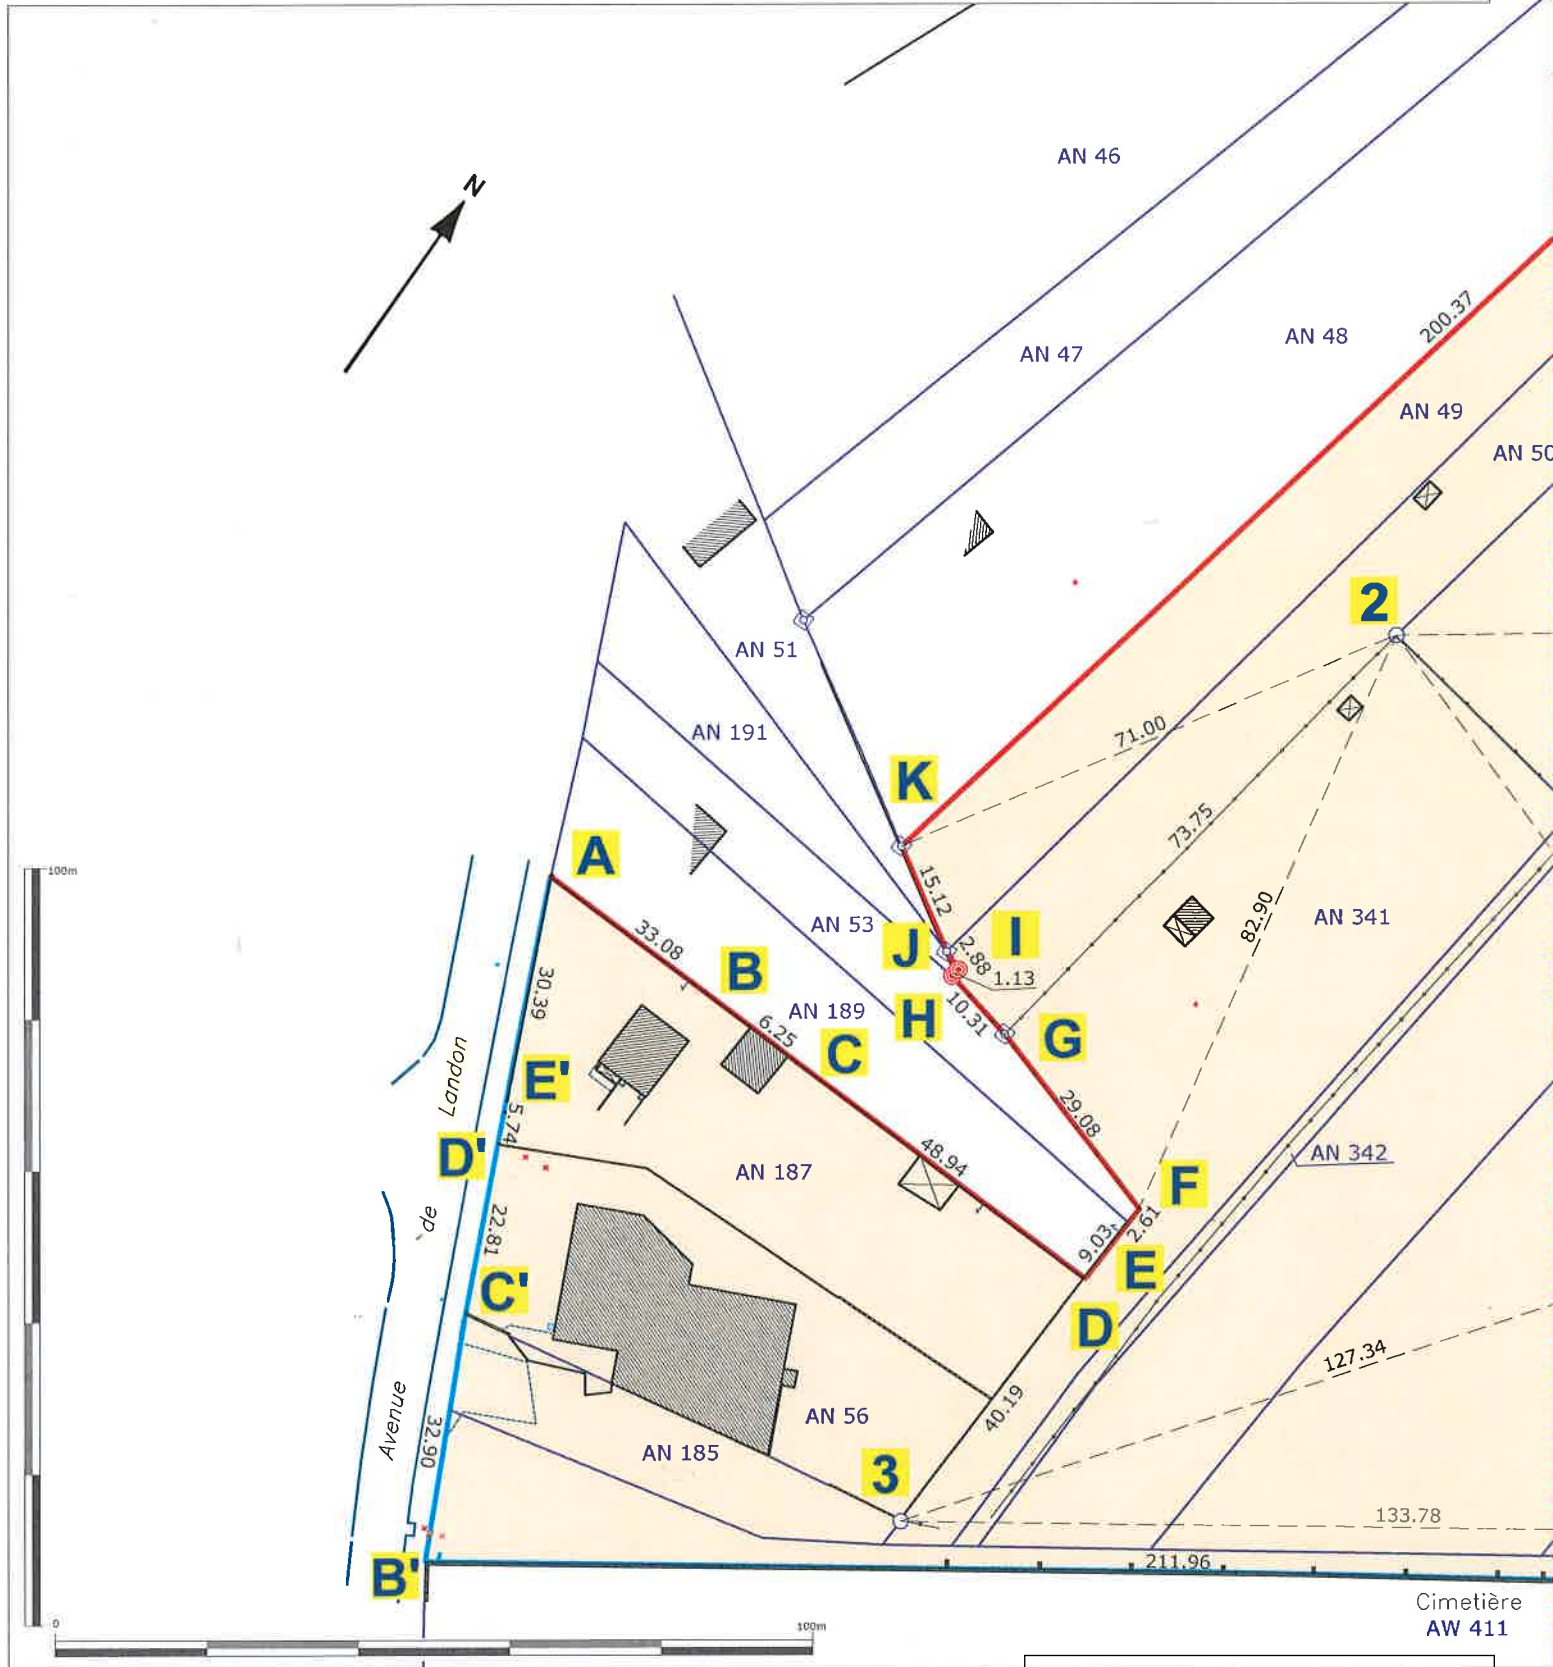 N
AN 46
AN 47
AN 48
200.37
AN 49
AN 50
2
AN 51
AN 191
71.00
K
73.75
A
100m
15.12
82.90
AN 341
AN 53
J
I
33.08
2.88
1.13
B
30.39
AN 189
H
10.31
6.25
C
G
Landon
E'
29.08
5.74
D'
48.94
AN 342
AN 187
F
de
22.81
9.03
2.61
E
C'
D
127.34
Avenue
40.19
AN 56
32.90
AN 185
3
133.78
B'
211.96
Cimetière
AW 411
0
100m